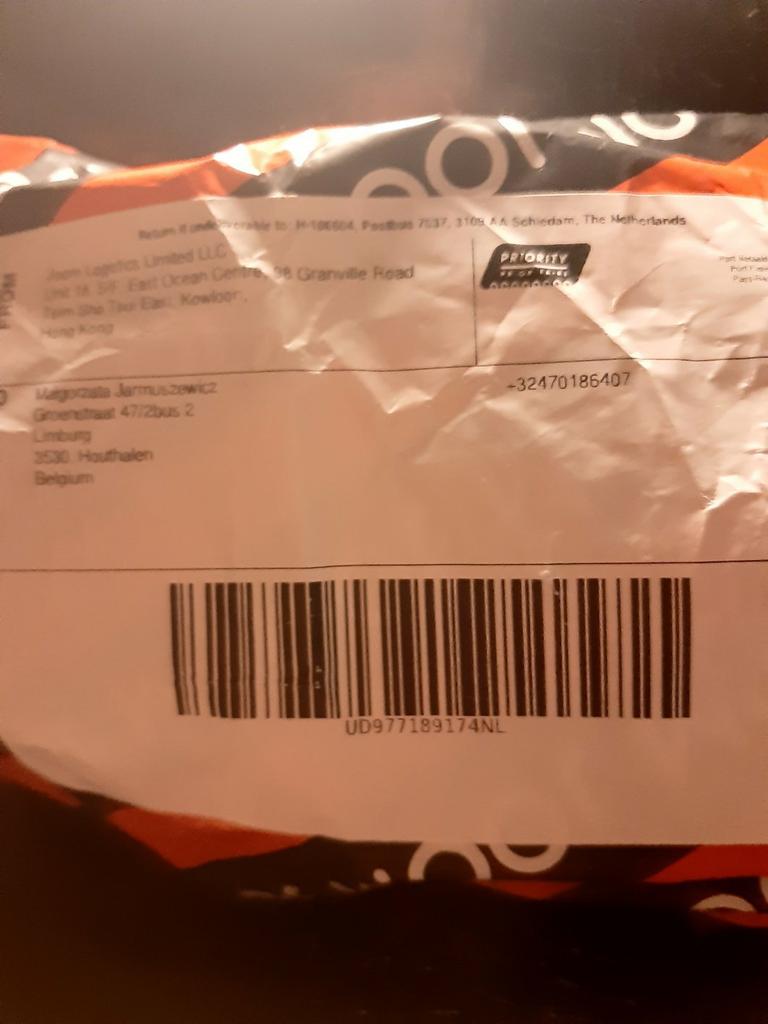 Return if undeliverable to: H-106604, Postbus 7537, 3109 AA Schiedam, The Netherlands
FROM
Logistics Limited LLC
5/F East Ocean Centre, 98 Granville Road
Tsim Sha Tsui East, Kowloon,
Hong Kong
PRIORITY
Malgorzata Jarmuszewicz
Groenstraat 47/2bus 2
Limburg
3530 Houthalen
Belgium
+32470186407
UD977189174NL